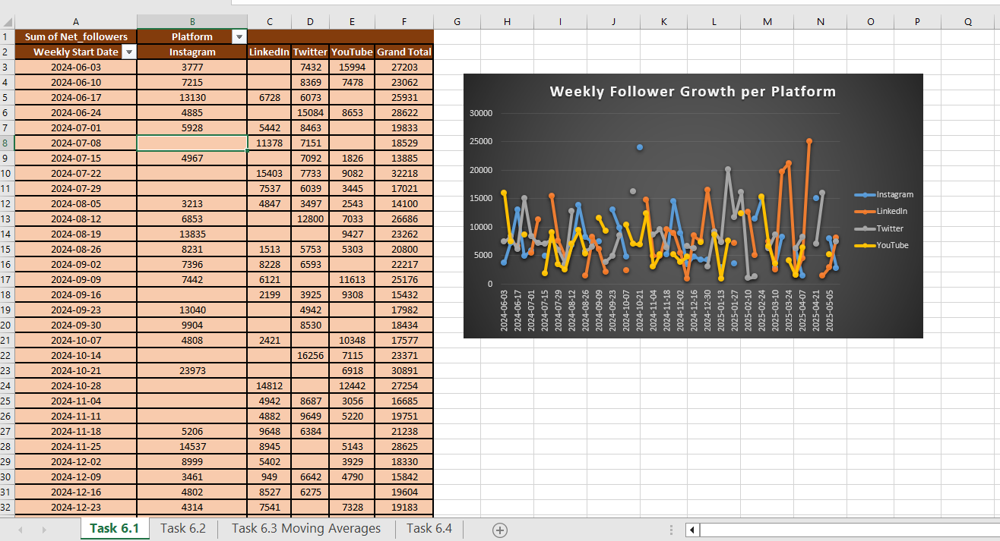 A B C D E F G H I J K L M N O P Q
1 Sum of Net_followers Platform
2 Weekly Start Date Instagram LinkedIn Twitter YouTube Grand Total
3 2024-06-03 3777 7432 15994 27203
4 2024-06-10 7215 8369 7478 23062
5 2024-06-17 13130 6728 6073 25931
6 2024-06-24 4885 15084 8653 28622
7 2024-07-01 5928 5442 8463 19833
8 2024-07-08 11378 7151 18529
9 2024-07-15 4967 7092 1826 13885
10 2024-07-22 15403 7733 9082 32218
11 2024-07-29 7537 6039 3445 17021
12 2024-08-05 3213 4847 3497 2543 14100
13 2024-08-12 6853 12800 7033 26686
14 2024-08-19 13835 9427 23262
15 2024-08-26 8231 1513 5753 5303 20800
16 2024-09-02 7396 8228 6593 22217
17 2024-09-09 7442 6121 11613 25176
18 2024-09-16 2199 3925 9308 15432
19 2024-09-23 13040 4942 17982
20 2024-09-30 9904 8530 18434
21 2024-10-07 4808 2421 10348 17577
22 2024-10-14 16256 7115 23371
23 2024-10-21 23973 6918 30891
24 2024-10-28 14812 12442 27254
25 2024-11-04 4942 8687 3056 16685
26 2024-11-11 4882 9649 5220 19751
27 2024-11-18 5206 9648 6384 21238
28 2024-11-25 14537 8945 5143 28625
29 2024-12-02 8999 5402 3929 18330
30 2024-12-09 3461 949 6642 4790 15842
31 2024-12-16 4802 8527 6275 19604
32 2024-12-23 4314 7541 7328 19183
Weekly Follower Growth per Platform
30000
25000
20000
15000
10000
5000
0
2024-06-03
2024-06-17
2024-07-01
2024-07-15
2024-07-29
2024-08-12
2024-08-26
2024-09-09
2024-09-23
2024-10-07
2024-10-21
2024-11-04
2024-11-18
2024-12-02
2024-12-16
2024-12-30
2025-01-13
2025-01-27
2025-02-10
2025-02-24
2025-03-10
2025-03-24
2025-04-07
2025-04-21
2025-05-05
Instagram
LinkedIn
Twitter
YouTube
Task 6.1 Task 6.2 Task 6.3 Moving Averages Task 6.4